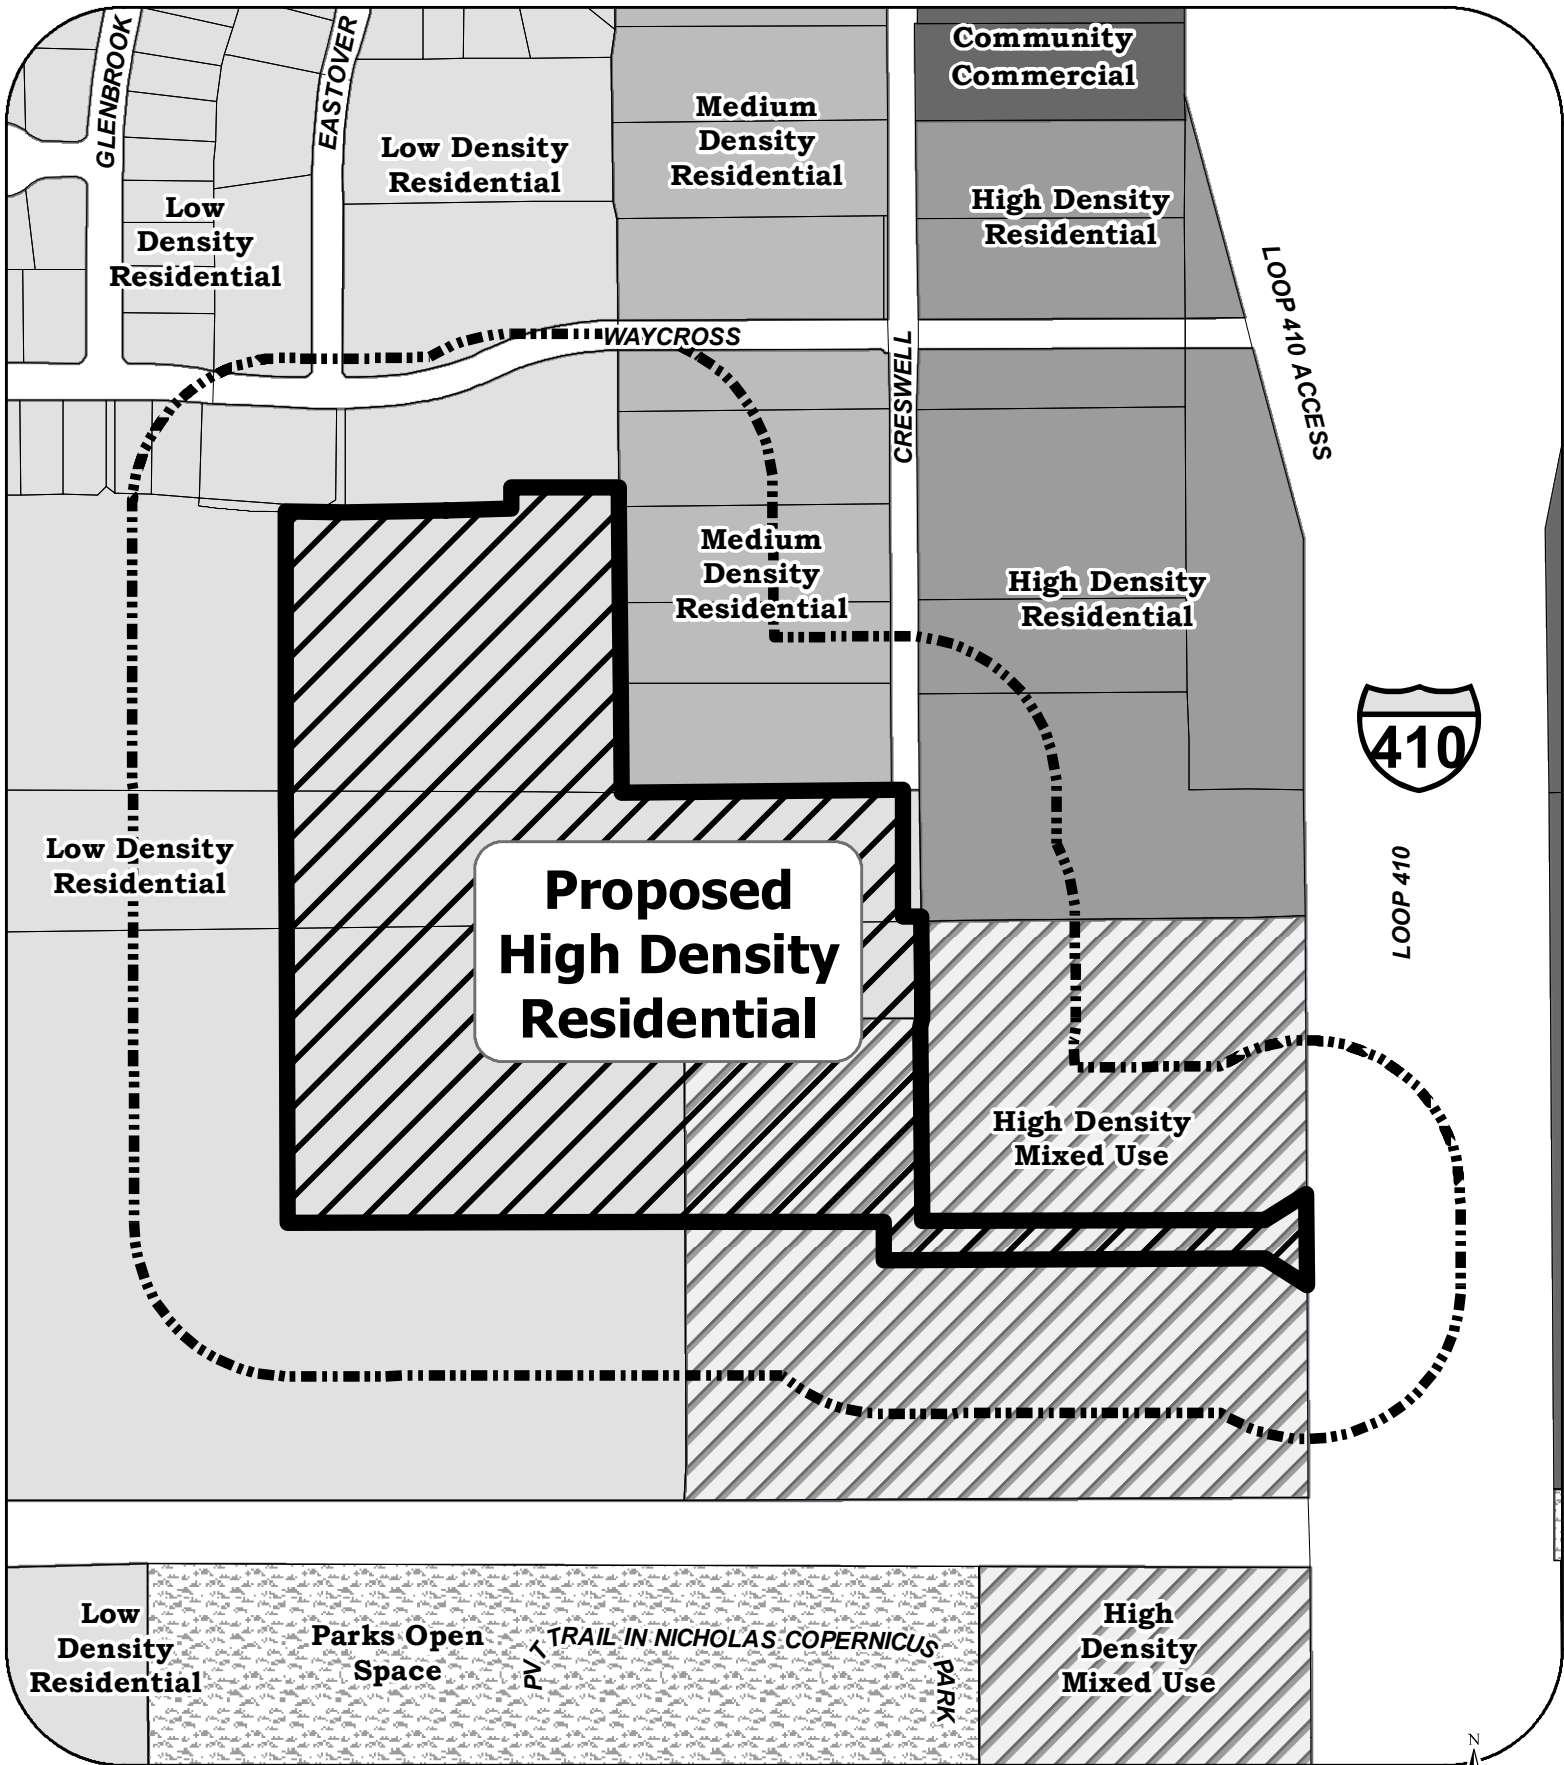 GLENBROOK
EASTOVER
Community
Commercial
Medium
Density
Residential
Low Density
Residential
Low
Density
Residential
High Density
Residential
LOOP 410 ACCESS
WAYCROSS
CRESWELL
Medium
Density
Residential
High Density
Residential
410
LOOP 410
Low Density
Residential
Proposed
High Density
Residential
High Density
Mixed Use
Low
Density
Residential
Parks Open
Space
PVT TRAIL IN NICHOLAS COPERNICUS PARK
High
Density
Mixed Use
N